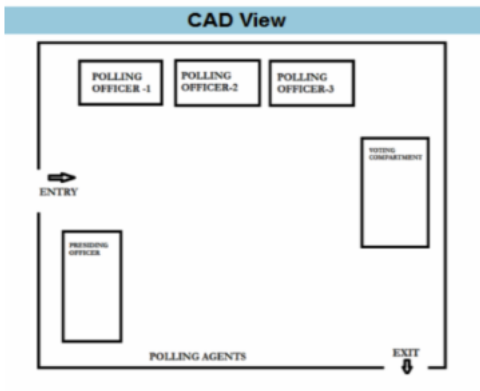 CAD View
POLLING
OFFICER -1
POLLING
OFFICER-2
POLLING
OFFICER-3
VOTING
COMPARTMENT
ENTRY
PRESIDING
OFFICER
POLLING AGENTS
EXIT